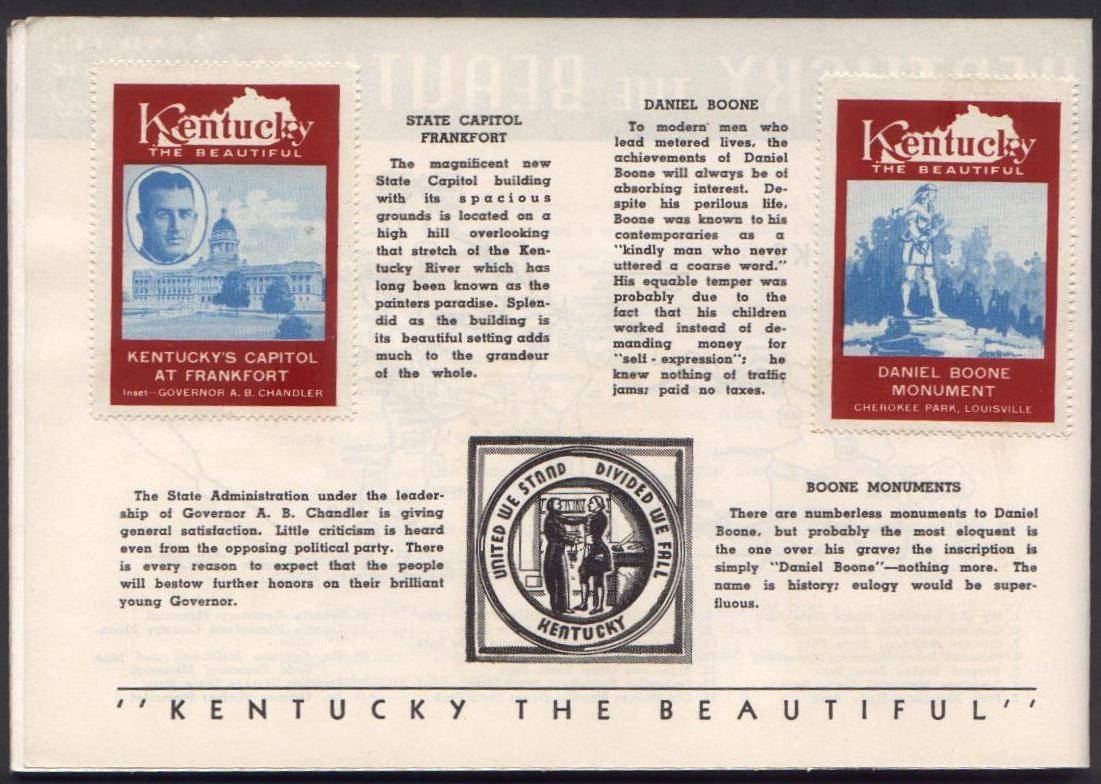 Kentucky
THE BEAUTIFUL
KENTUCKY'S CAPITOL
AT FRANKFORT
Inset—GOVERNOR A. B. CHANDLER
STATE CAPITOL
FRANKFORT
The magnificent new
State Capitol building
with its spacious
grounds is located on a
high hill overlooking
that stretch of the Ken-
tucky River which has
long been known as the
painters paradise. Splen-
did as the building is
its beautiful setting adds
much to the grandeur
of the whole.
DANIEL BOONE
To modern men who
lead metered lives, the
achievements of Daniel
Boone will always be of
absorbing interest. De-
spite his perilous life,
Boone was known to his
contemporaries as a
"kindly man who never
uttered a coarse word."
His equable temper was
probably due to the
fact that his children
worked instead of de-
manding money for
"self - expression"; he
knew nothing of traffic
jams; paid no taxes.
Kentucky
THE BEAUTIFUL
DANIEL BOONE
MONUMENT
CHEROKEE PARK, LOUISVILLE
The State Administration under the leader-
ship of Governor A. B. Chandler is giving
general satisfaction. Little criticism is heard
even from the opposing political party. There
is every reason to expect that the people
will bestow further honors on their brilliant
young Governor.
UNITED WE STAND DIVIDED WE FALL
KENTUCKY
BOONE MONUMENTS
There are numberless monuments to Daniel
Boone, but probably the most eloquent is
the one over his grave; the inscription is
simply "Daniel Boone"—nothing more. The
name is history; eulogy would be super-
fluous.
"KENTUCKY THE BEAUTIFUL"